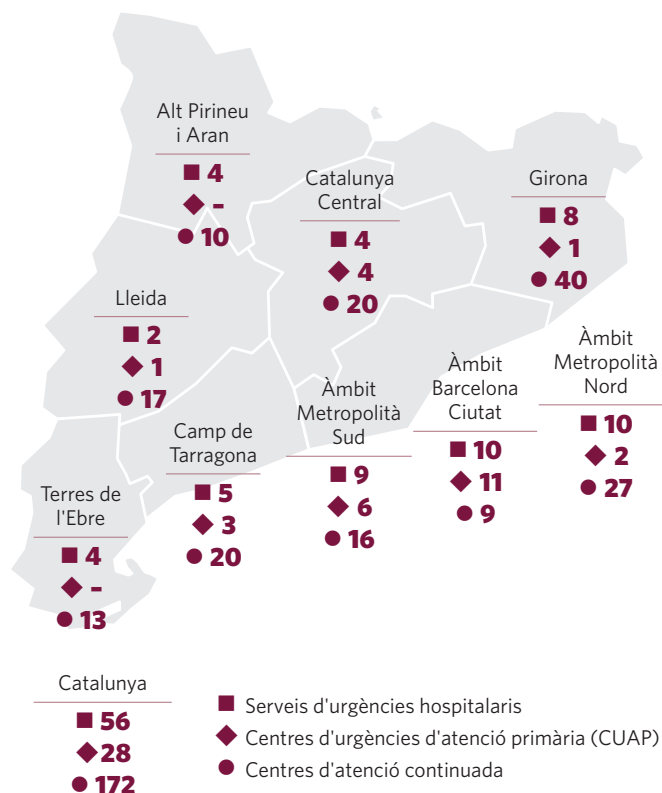 Alt Pirineu
i Aran
4
-
10
Catalunya
Central
4
4
20
Girona
8
1
40
Lleida
2
1
17
Àmbit
Metropolità
Nord
10
2
27
Àmbit
Barcelona
Ciutat
10
11
9
Àmbit
Metropolità
Sud
9
6
16
Camp de
Tarragona
5
3
20
Terres de
l'Ebre
4
-
13
Catalunya
56
28
172
Serveis d'urgències hospitalaris
Centres d'urgències d'atenció primària (CUAP)
Centres d'atenció continuada